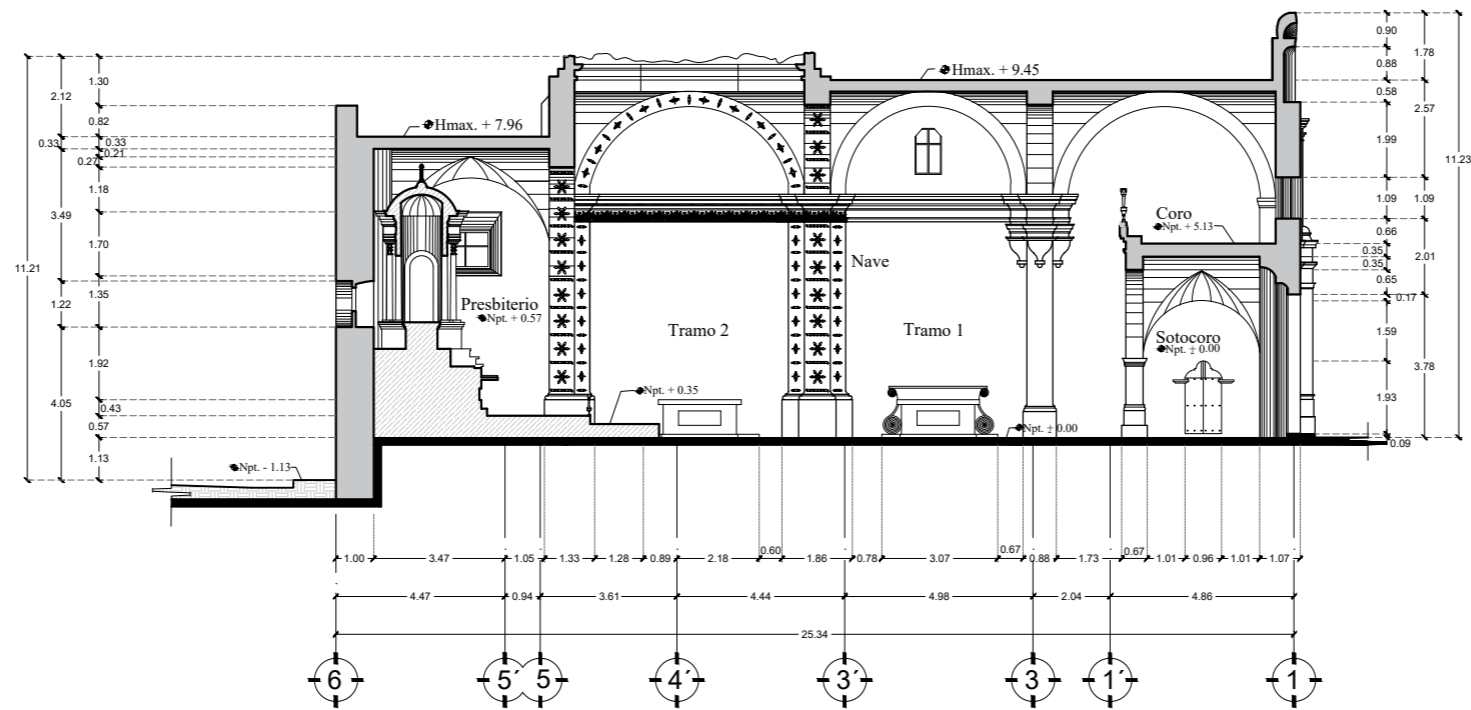 Hmax. + 9.45
Hmax. + 7.96
Coro
Npt. + 5.13
Nave
Presbiterio
Npt. + 0.57
Tramo 2
Tramo 1
Sotocoro
Npt. ± 0.00
Npt. + 0.35
Npt. ± 0.00
Npt. - 1.13
11.21
2.12
0.33
3.49
1.22
4.05
1.30
0.82
0.33
0.21
0.27
1.18
1.70
1.35
1.92
0.43
0.57
1.13
0.90
0.88
0.58
1.99
1.09
0.66
0.35
0.35
0.65
0.17
1.59
1.93
0.09
1.78
2.57
1.09
2.01
3.78
11.23
1.00 3.47 1.05 1.33 1.28 0.89 2.18 0.60 1.86 0.78 3.07 0.67 0.88 1.73 0.67 1.01 0.96 1.01 1.07
4.47 0.94 3.61 4.44 4.98 2.04 4.86
25.34
6 5´ 5 4´ 3´ 3 1´ 1